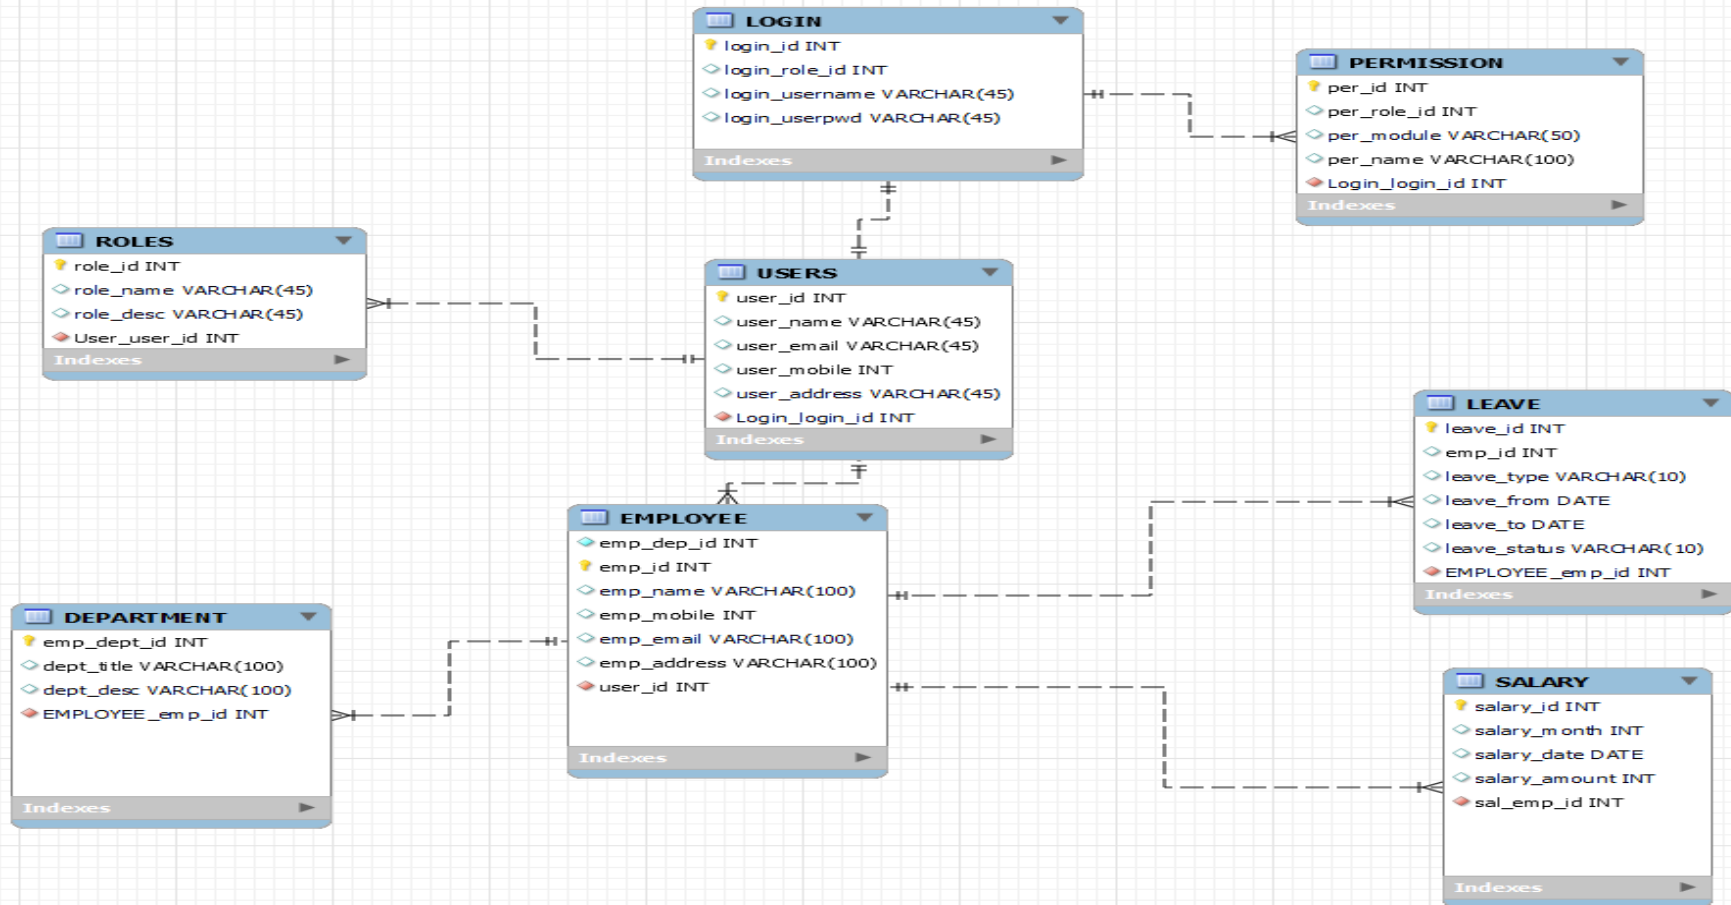 LOGIN
login_id INT
login_role_id INT
login_username VARCHAR(45)
login_userpwd VARCHAR(45)
Indexes
PERMISSION
per_id INT
per_role_id INT
per_module VARCHAR(50)
per_name VARCHAR(100)
Login_login_id INT
Indexes
ROLES
role_id INT
role_name VARCHAR(45)
role_desc VARCHAR(45)
User_user_id INT
Indexes
USERS
user_id INT
user_name VARCHAR(45)
user_email VARCHAR(45)
user_mobile INT
user_address VARCHAR(45)
Login_login_id INT
Indexes
LEAVE
leave_id INT
emp_id INT
leave_type VARCHAR(10)
leave_from DATE
leave_to DATE
leave_status VARCHAR(10)
EMPLOYEE_emp_id INT
Indexes
EMPLOYEE
emp_dep_id INT
emp_id INT
emp_name VARCHAR(100)
emp_mobile INT
emp_email VARCHAR(100)
emp_address VARCHAR(100)
user_id INT
Indexes
DEPARTMENT
emp_dept_id INT
dept_title VARCHAR(100)
dept_desc VARCHAR(100)
EMPLOYEE_emp_id INT
Indexes
SALARY
salary_id INT
salary_month INT
salary_date DATE
salary_amount INT
sal_emp_id INT
Indexes